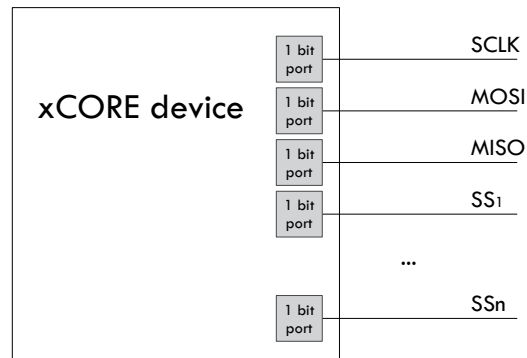 xCORE device
1 bit
port
SCLK
1 bit
port
MOSI
1 bit
port
MISO
1 bit
port
SS1
...
1 bit
port
SSn